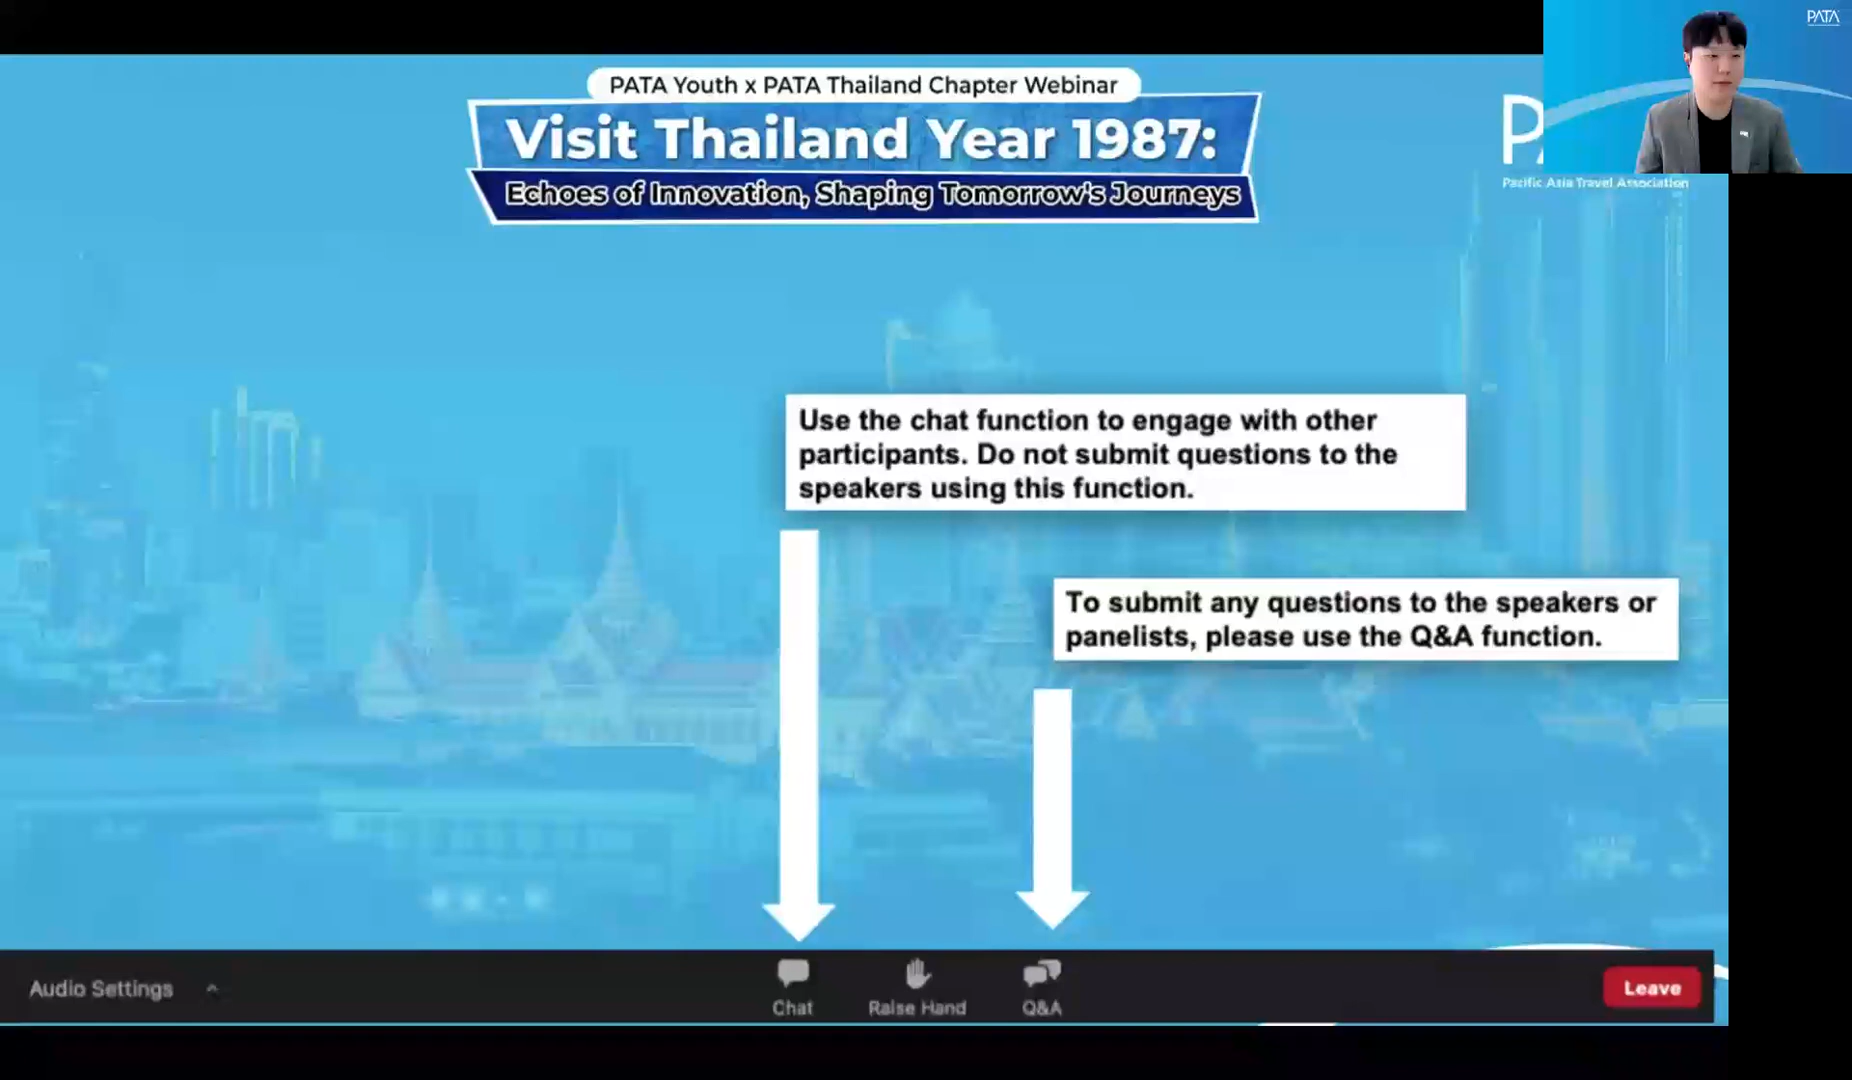 PATA
PATA Youth x PATA Thailand Chapter Webinar
Visit Thailand Year 1987:
Echoes of Innovation, Shaping Tomorrow's Journeys
P
Pacific Asia Travel Association
Use the chat function to engage with other
participants. Do not submit questions to the
speakers using this function.
To submit any questions to the speakers or
panelists, please use the Q&A function.
Audio Settings
Chat
Raise Hand
Q&A
Leave